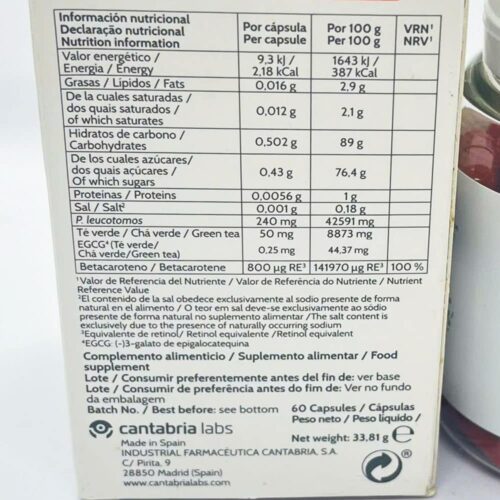 Información nutricional
Declaração nutricional
Nutrition information
Por cápsula
Per capsule
Por 100 g
Per 100 g
VRN¹
NRV¹
Valor energético /
Energia / Energy
9,3 kJ /
2,18 kCal
1643 kJ /
387 kCal
Grasas / Lípidos / Fats
0,016 g
2,9 g
De la cuales saturadas /
dos quais saturados /
of which saturates
0,012 g
2,1 g
Hidratos de carbono /
Carbohydrates
0,502 g
89 g
De los cuales azúcares/
dos quais açúcares /
Of which sugars
0,43 g
76,4 g
Proteinas / Proteins
0,0056 g
1 g
Sal / Salt²
0,001 g
0,18 g
P. leucotomos
240 mg
42591 mg
Té verde / Chá verde / Green tea
50 mg
8873 mg
EGCG⁴ (Té verde/
Chá verde/Green tea)
0,25 mg
44,37 mg
Betacaroteno / Betacarotene
800 µg RE³
141970 µg RE³
100 %
¹Valor de Referencia del Nutriente / Valor de Referência do Nutriente / Nutrient
Reference Value
²El contenido de la sal obedece exclusivamente al sodio presente de forma
natural en el alimento / O teor em sal deve-se exclusivamente ao sódio
presente de forma natural no suplemento alimentar /The salt content is
exclusively due to the presence of naturally occurring sodium
³Equivalente de retinol/ Retinol equivalente /Retinol equivalent
⁴EGCG: (-)3-galato de epigalocatequina
Complemento alimenticio / Suplemento alimentar / Food
supplement
Lote / Consumir preferentemente antes del fin de: ver base
Lote / Consumir de preferência antes do fim de: Ver no fundo
da embalagem
Batch No. / Best before: see bottom
60 Capsules / Cápsulas
Peso neto / Peso líquido /
Net weight: 33,81 g ℮
cantabria labs
Made in Spain
INDUSTRIAL FARMACÉUTICA CANTABRIA, S.A.
C/ Pirita, 9
28850 Madrid (Spain)
www.cantabrialabs.com